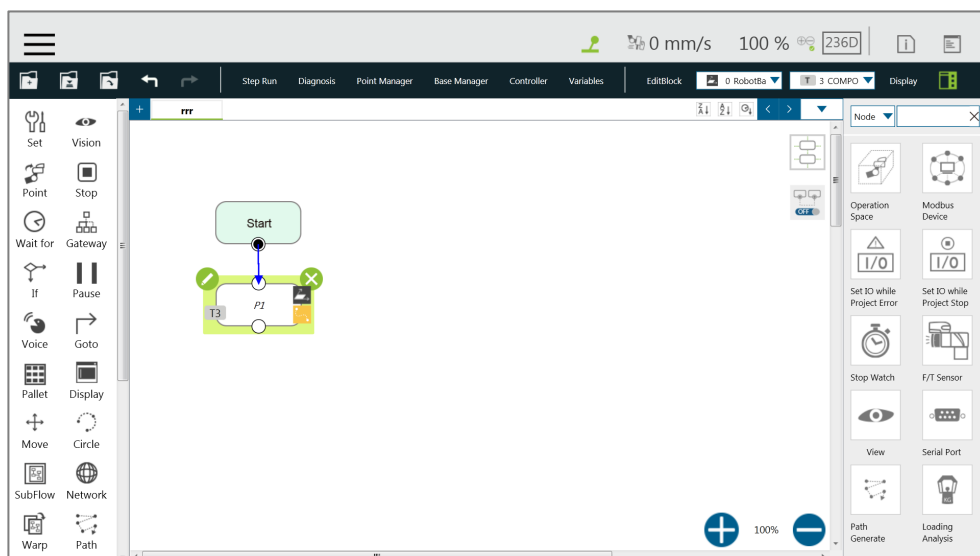 0 mm/s 100 % 236D
Step Run Diagnosis Point Manager Base Manager Controller Variables EditBlock 0 RobotBa T 3 COMPO Display
+ rrr
Node
Set Vision
Point Stop
Wait for Gateway
If Pause
Voice Goto
Pallet Display
Move Circle
SubFlow Network
Warp Path
Start
P1
T3
OFF
100%
Operation
Space
Modbus
Device
I/O
Set IO while
Project Error
I/O
Set IO while
Project Stop
Stop Watch
F/T Sensor
View
Serial Port
Path
Generate
KG
Loading
Analysis